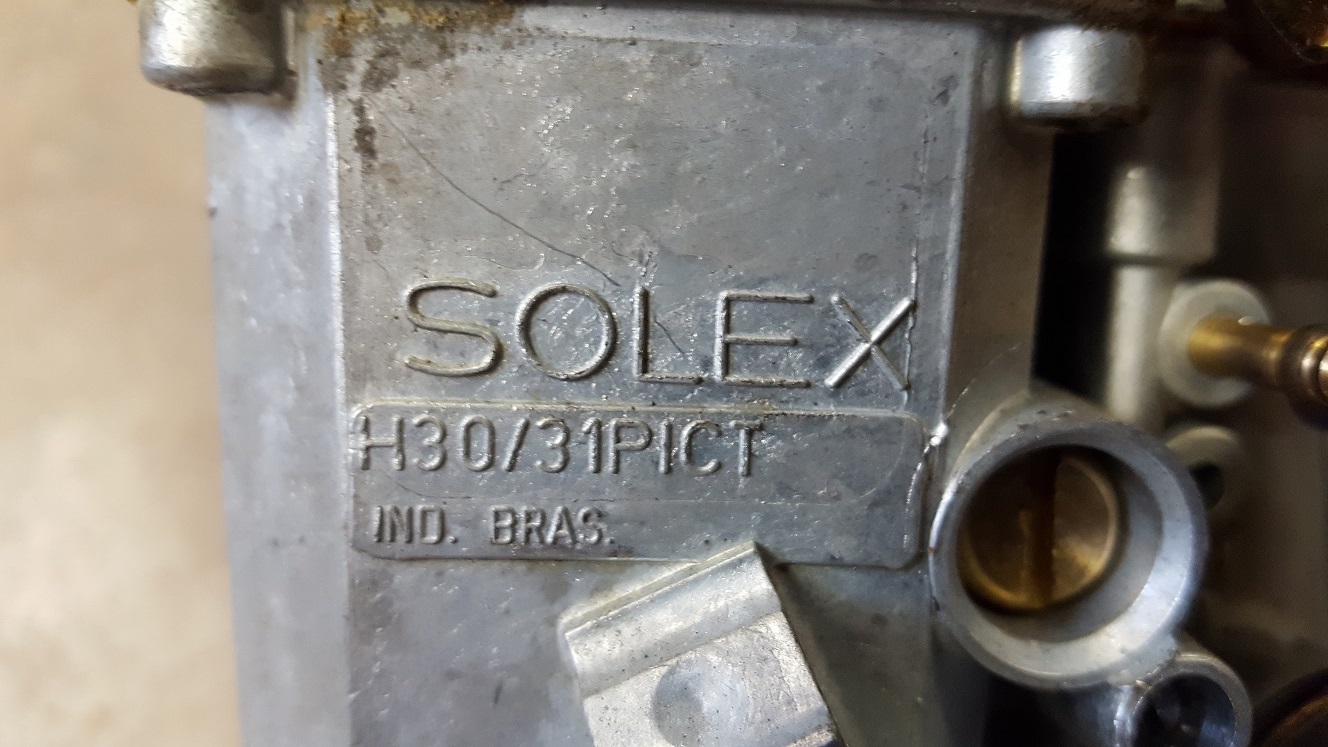 SOLEX
H30/31PICT
IND. BRAS.